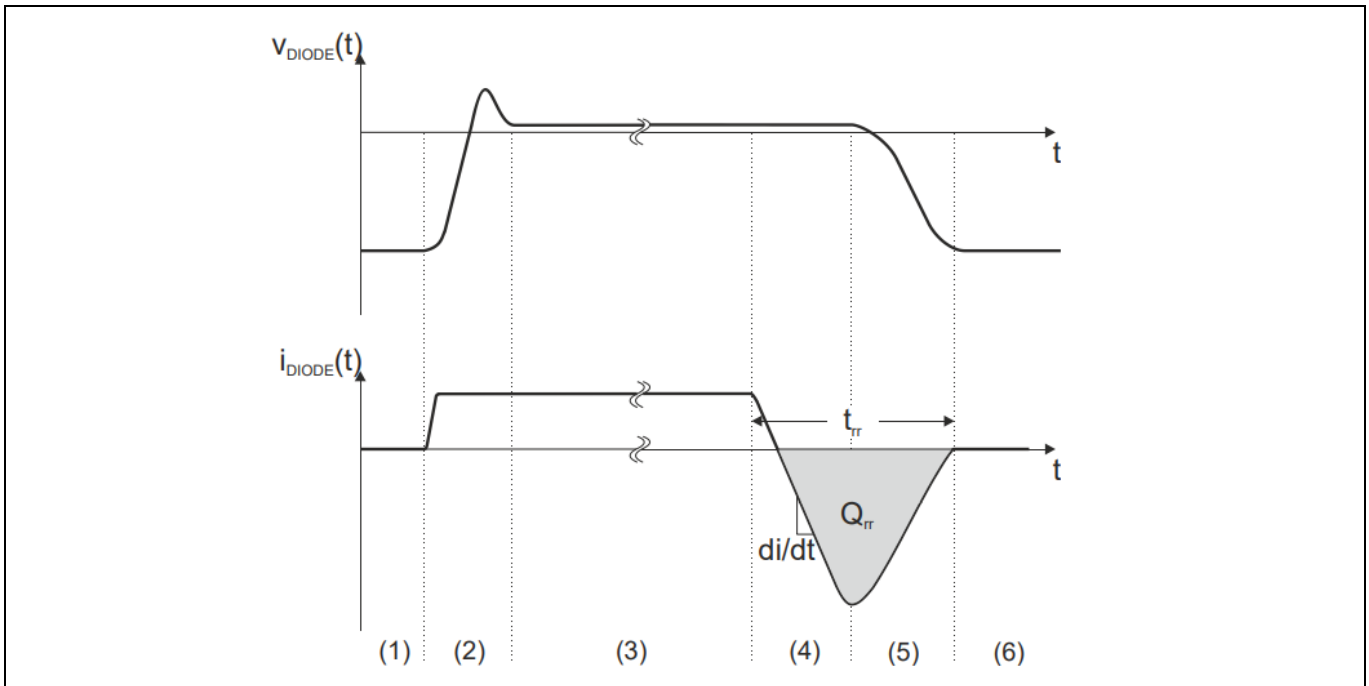 v_DIODE(t)
t
i_DIODE(t)
t_rr
t
Q_rr
di/dt
(1) (2) (3) (4) (5) (6)